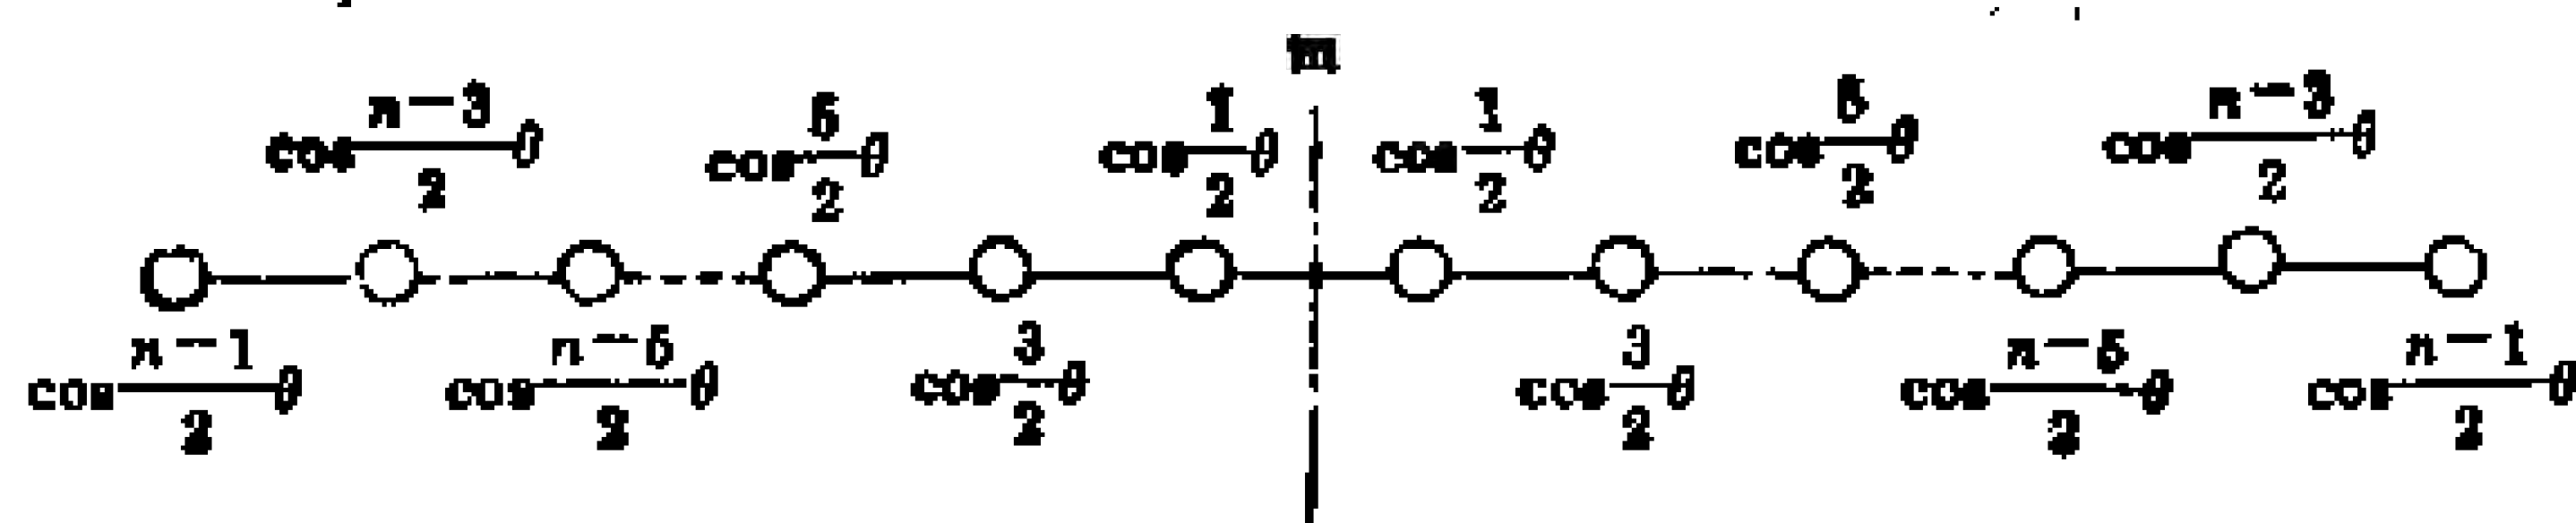 m
cos n-3/2 θ cos 5/2 θ cos 1/2 θ cos 1/2 θ cos 5/2 θ cos n-3/2 θ
cos n-1/2 θ cos n-5/2 θ cos 3/2 θ cos 3/2 θ cos n-5/2 θ cos n-1/2 θ